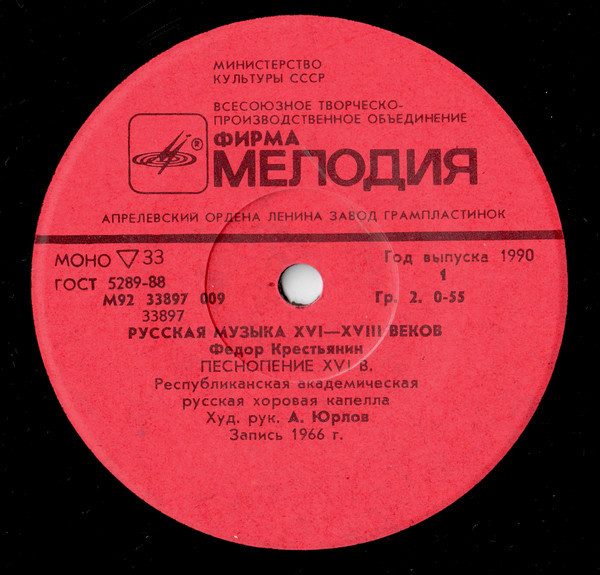 МИНИСТЕРСТВО
КУЛЬТУРЫ СССР
ВСЕСОЮЗНОЕ ТВОРЧЕСКО-
ПРОИЗВОДСТВЕННОЕ ОБЪЕДИНЕНИЕ
®
ФИРМА
МЕЛОДИЯ
АПРЕЛЕВСКИЙ ОРДЕНА ЛЕНИНА ЗАВОД ГРАМПЛАСТИНОК
МОНО ▽ 33
Год выпуска 1990
ГОСТ 5289-88
1
М92 33897 009
Гр. 2. 0-55
33897
РУССКАЯ МУЗЫКА XVI—XVIII ВЕКОВ
Федор Крестьянин
ПЕСНОПЕНИЕ XVI В.
Республиканская академическая
русская хоровая капелла
Худ. рук. А. Юрлов
Запись 1966 г.